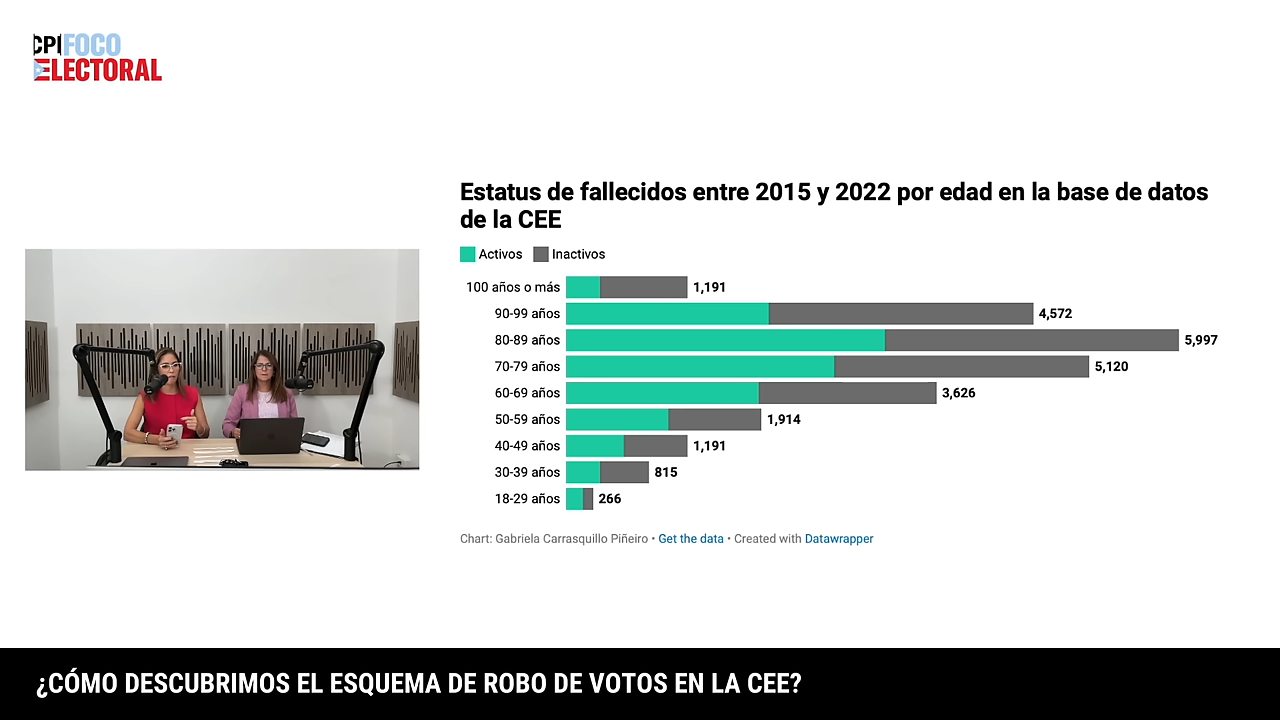 CPI FOCO
ELECTORAL
Estatus de fallecidos entre 2015 y 2022 por edad en la base de datos
de la CEE
Activos Inactivos
100 años o más 1,191
90-99 años 4,572
80-89 años 5,997
70-79 años 5,120
60-69 años 3,626
50-59 años 1,914
40-49 años 1,191
30-39 años 815
18-29 años 266
Chart: Gabriela Carrasquillo Piñeiro • Get the data • Created with Datawrapper
¿CÓMO DESCUBRIMOS EL ESQUEMA DE ROBO DE VOTOS EN LA CEE?